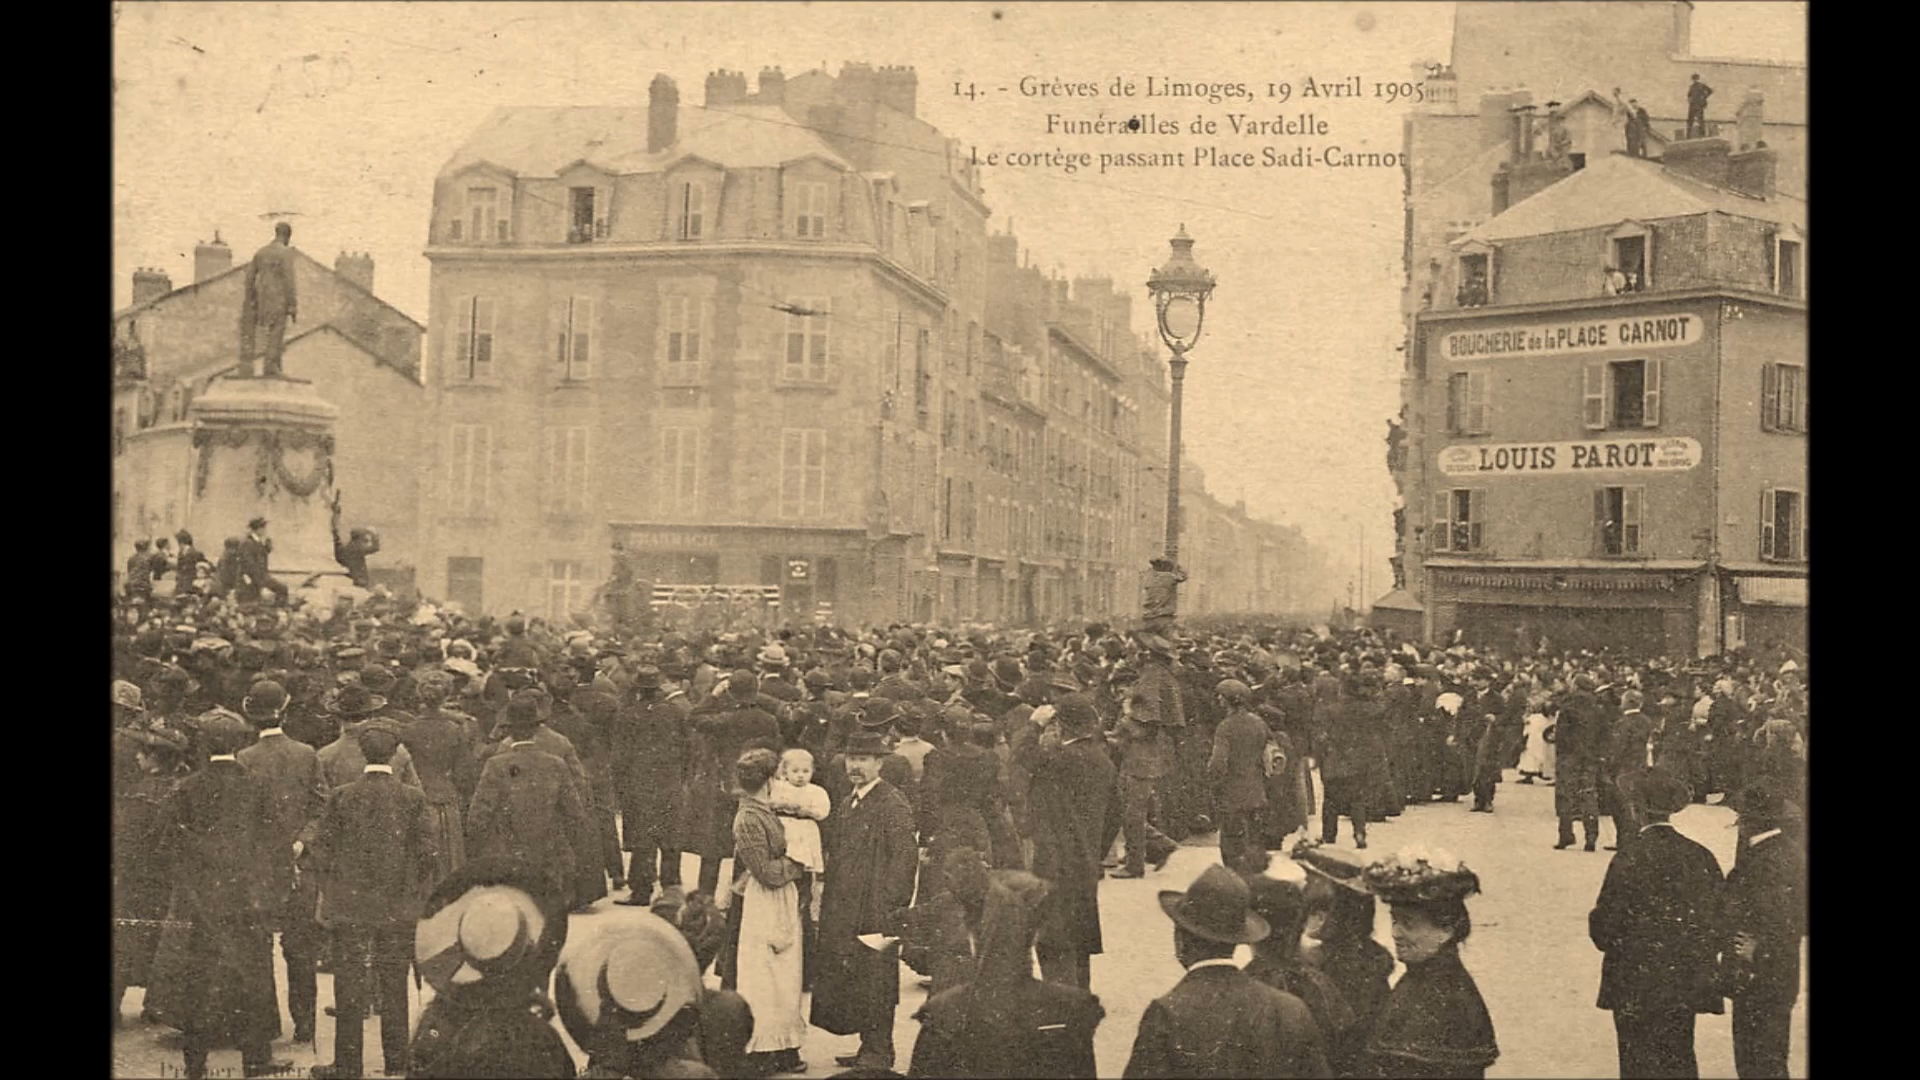 14. - Grèves de Limoges, 19 Avril 1905
Funérailles de Vardelle
Le cortège passant Place Sadi-Carnot
BOUCHERIE de la PLACE CARNOT
LOUIS PAROT
PHARMACIE